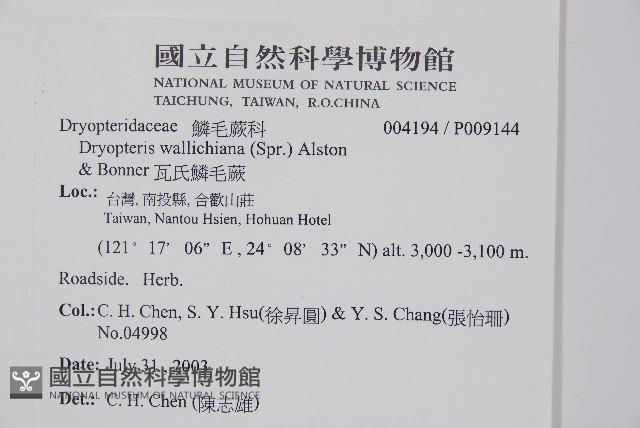 國立自然科學博物館
NATIONAL MUSEUM OF NATURAL SCIENCE
TAICHUNG, TAIWAN, R.O.CHINA
Dryopteridaceae 鱗毛蕨科 004194 / P009144
Dryopteris wallichiana (Spr.) Alston
& Bonner 瓦氏鱗毛蕨
Loc.: 台灣, 南投縣, 合歡山莊
Taiwan, Nantou Hsien, Hohuan Hotel
(121° 17' 06" E , 24° 08' 33" N) alt. 3,000 -3,100 m.
Roadside. Herb.
Col.: C. H. Chen, S. Y. Hsu(徐昇圓) & Y. S. Chang(張怡珊)
No.04998
Date: July 31, 2003
國立自然科學博物館
NATIONAL MUSEUM OF NATURAL SCIENCE
Det.: C. H. Chen (陳志雄)